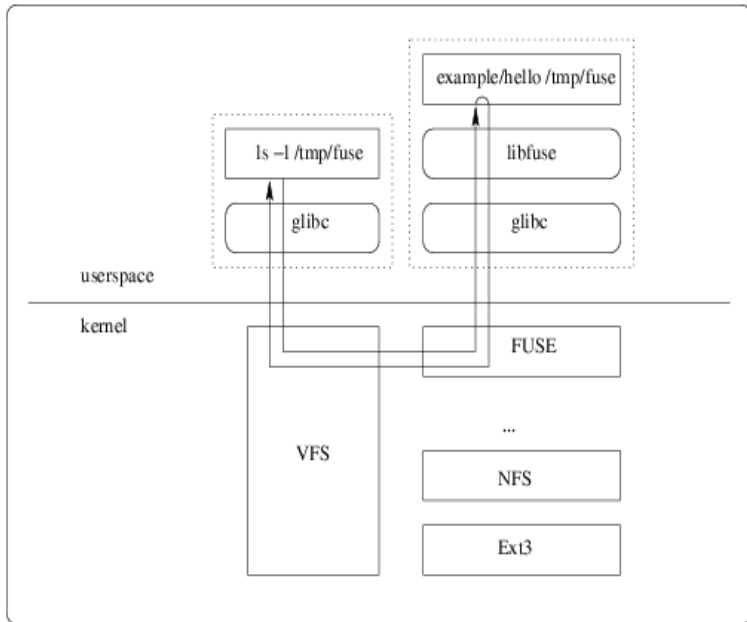 example/hello /tmp/fuse
ls –l /tmp/fuse
libfuse
glibc
glibc
userspace
kernel
FUSE
...
VFS
NFS
Ext3